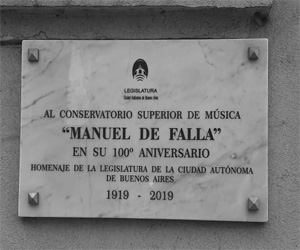 LEGISLATURA
Ciudad Autónoma de Buenos Aires
AL CONSERVATORIO SUPERIOR DE MÚSICA
“MANUEL DE FALLA”
EN SU 100º ANIVERSARIO
HOMENAJE DE LA LEGISLATURA DE LA CIUDAD AUTÓNOMA
DE BUENOS AIRES.
1919 - 2019